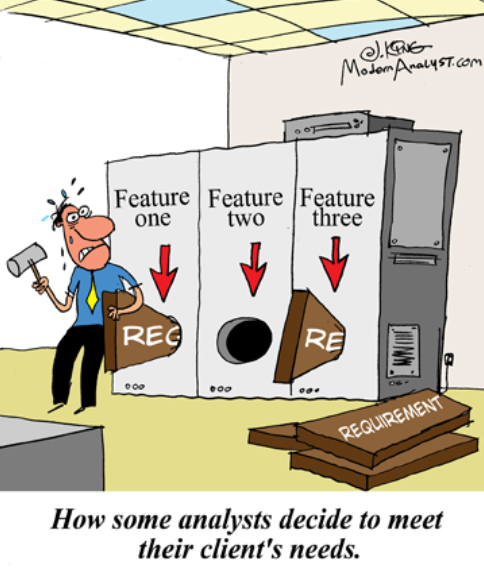 J.KING
ModernAnalyst.com
Feature one
Feature two
Feature three
REQ
RE
REQUIREMENT
How some analysts decide to meet
their client's needs.